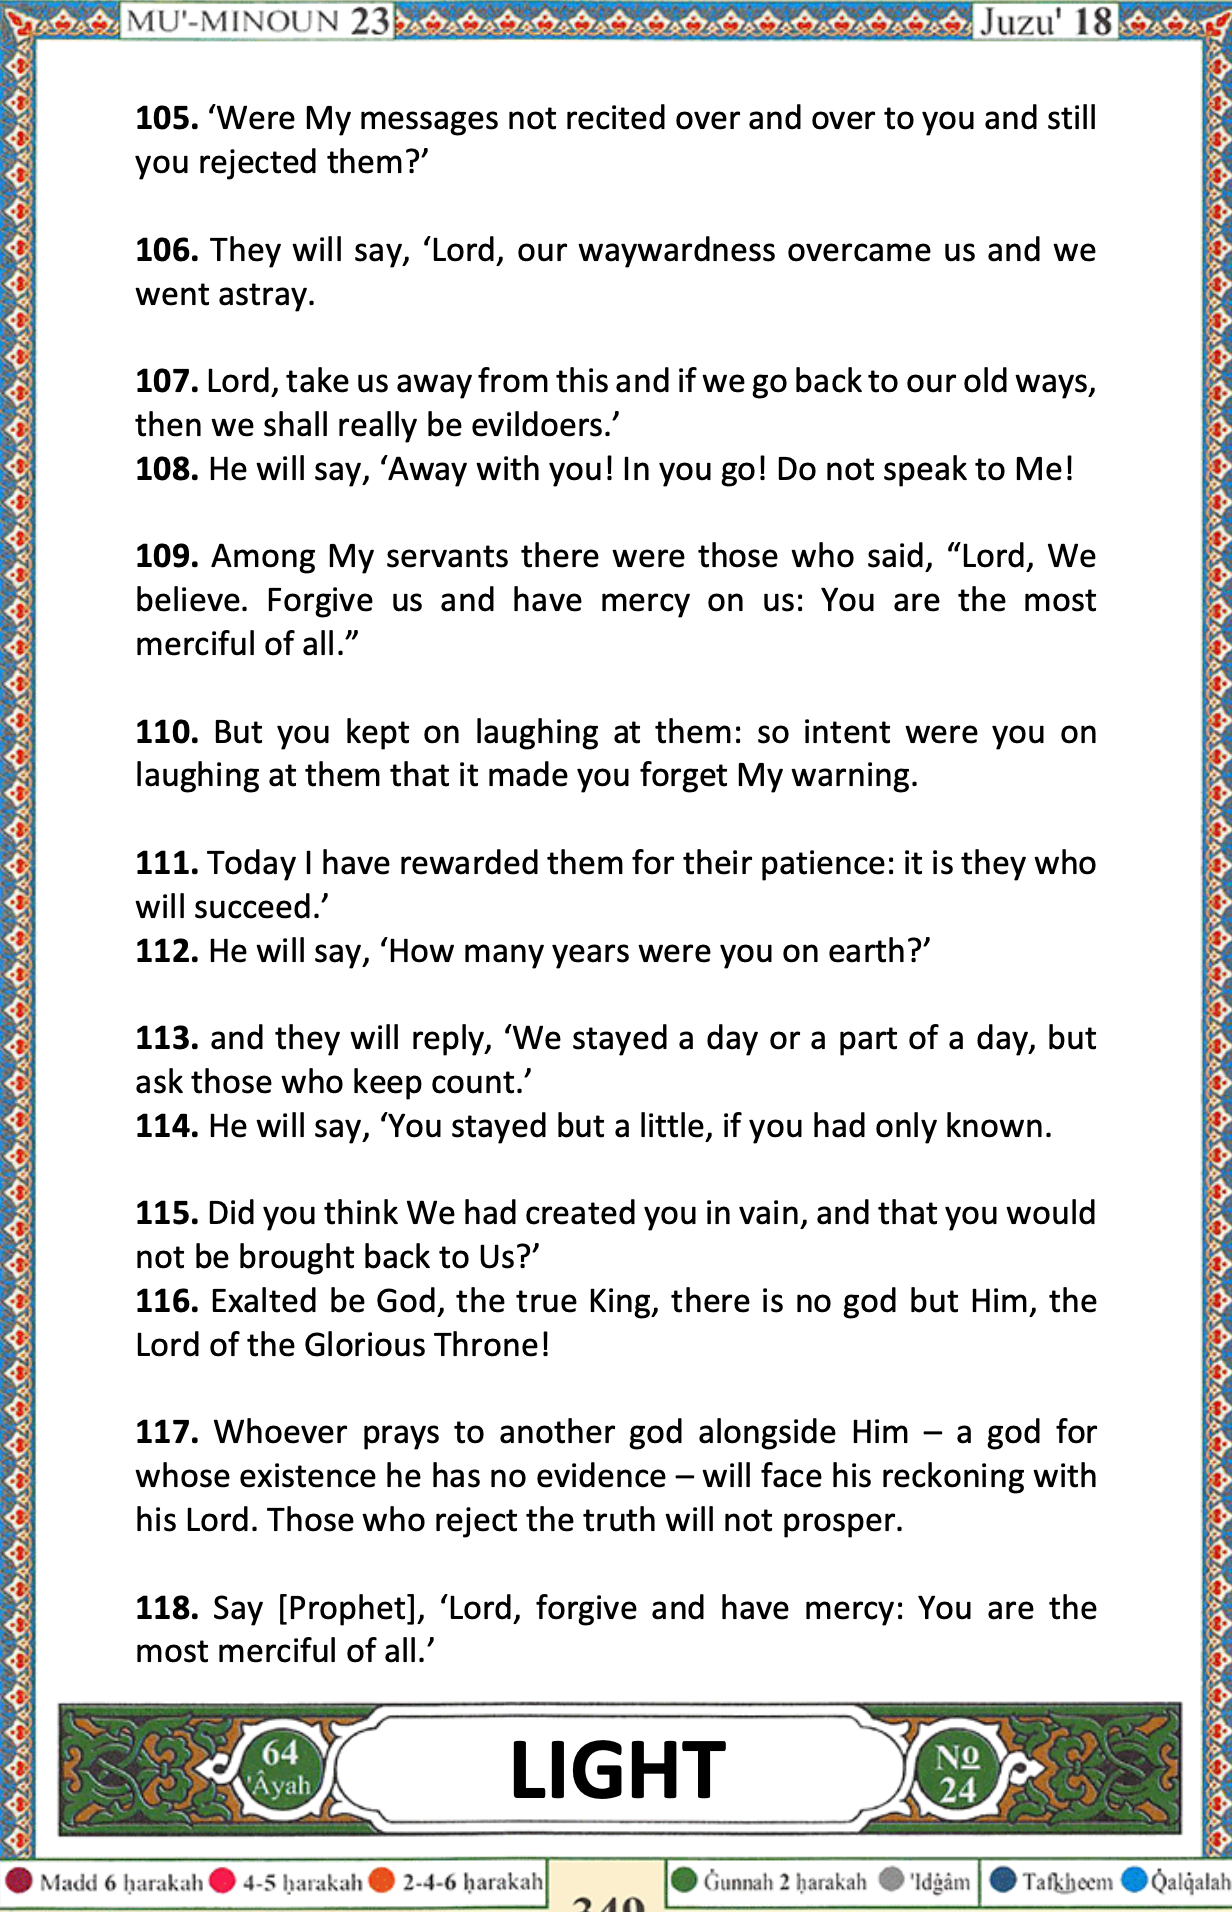 MU'-MINOUN 23 Juzu' 18
105. ‘Were My messages not recited over and over to you and still
you rejected them?’
106. They will say, ‘Lord, our waywardness overcame us and we
went astray.
107. Lord, take us away from this and if we go back to our old ways,
then we shall really be evildoers.’
108. He will say, ‘Away with you! In you go! Do not speak to Me!
109. Among My servants there were those who said, “Lord, We
believe. Forgive us and have mercy on us: You are the most
merciful of all.”
110. But you kept on laughing at them: so intent were you on
laughing at them that it made you forget My warning.
111. Today I have rewarded them for their patience: it is they who
will succeed.’
112. He will say, ‘How many years were you on earth?’
113. and they will reply, ‘We stayed a day or a part of a day, but
ask those who keep count.’
114. He will say, ‘You stayed but a little, if you had only known.
115. Did you think We had created you in vain, and that you would
not be brought back to Us?’
116. Exalted be God, the true King, there is no god but Him, the
Lord of the Glorious Throne!
117. Whoever prays to another god alongside Him – a god for
whose existence he has no evidence – will face his reckoning with
his Lord. Those who reject the truth will not prosper.
118. Say [Prophet], ‘Lord, forgive and have mercy: You are the
most merciful of all.’
64
'Âyah
LIGHT
No
24
Madd 6 ḥarakah 4-5 ḥarakah 2-4-6 ḥarakah Ġunnah 2 ḥarakah 'Idġâm Tafk͟heem Q̇alq̇alah
349